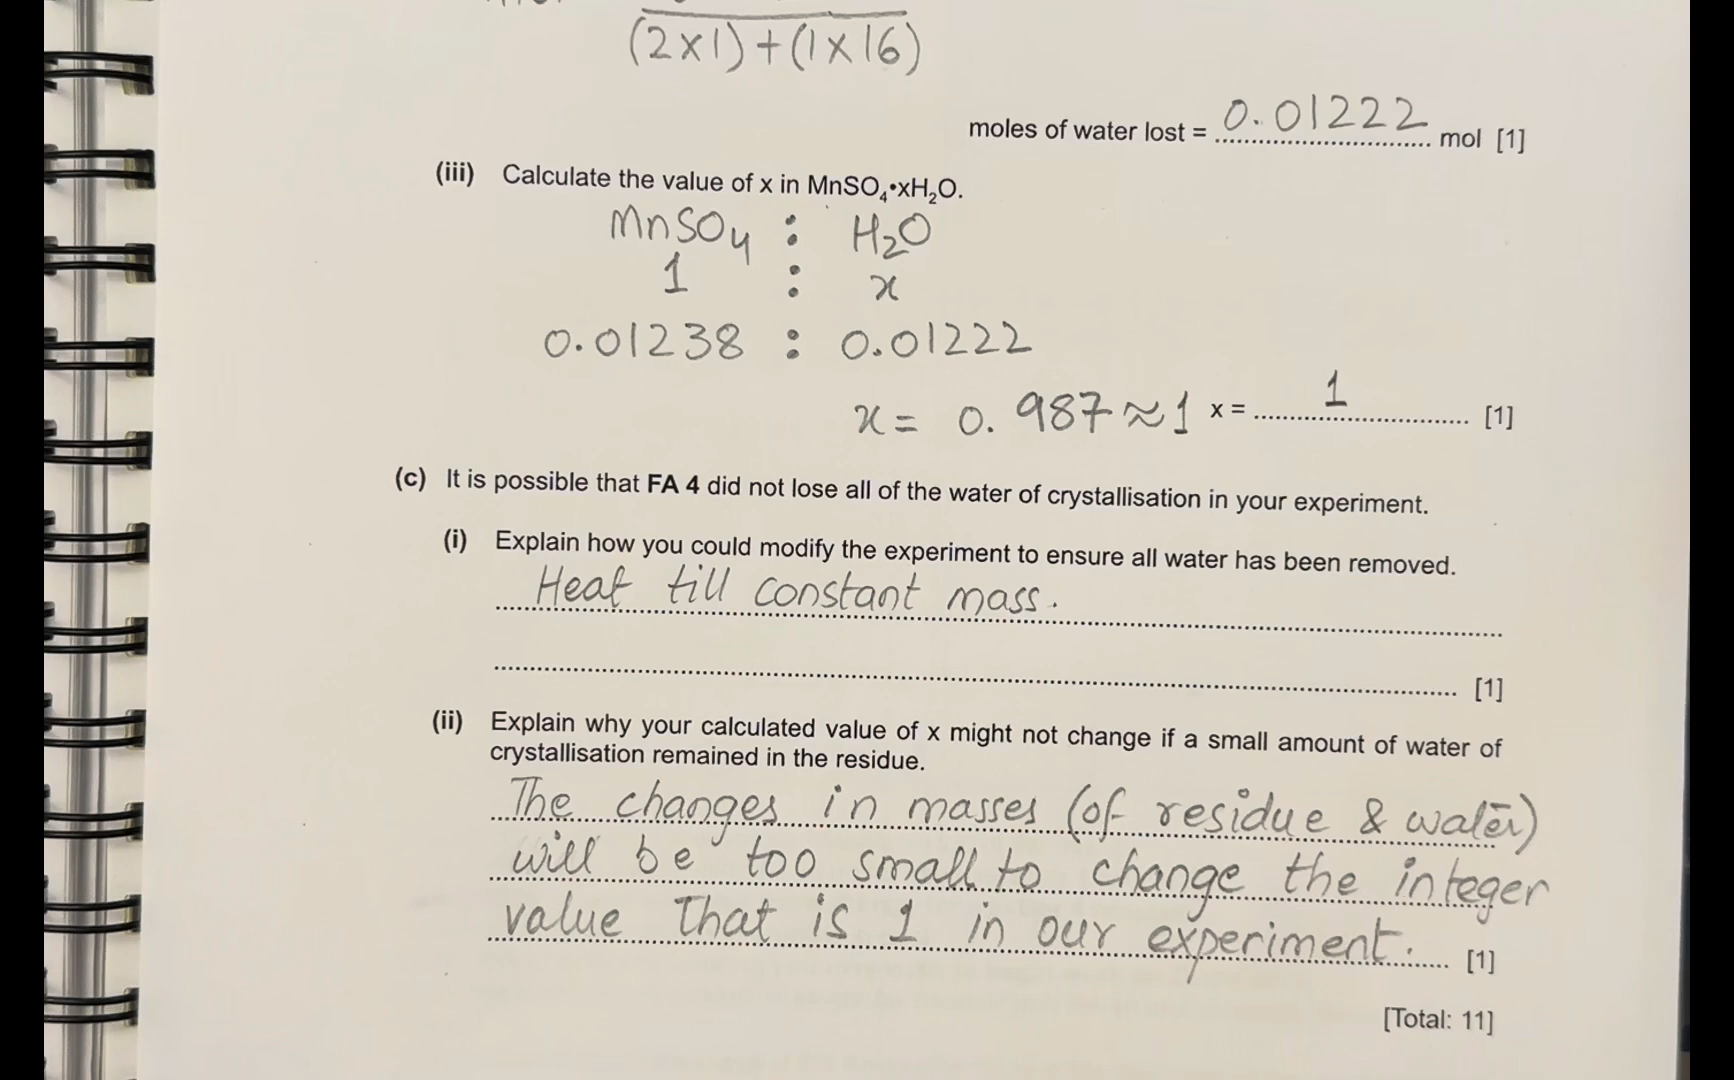 (2×1)+(1×16)
moles of water lost = 0.01222 mol [1]
(iii) Calculate the value of x in MnSO₄•xH₂O.
MnSO₄ : H₂O
1 : x
0.01238 : 0.01222
x = 0.987 ≈ 1 x = 1 [1]
(c) It is possible that FA 4 did not lose all of the water of crystallisation in your experiment.
(i) Explain how you could modify the experiment to ensure all water has been removed.
Heat till constant mass.
[1]
(ii) Explain why your calculated value of x might not change if a small amount of water of
crystallisation remained in the residue.
The changes in masses (of residue & water)
will be too small to change the integer
value that is 1 in our experiment. [1]
[Total: 11]